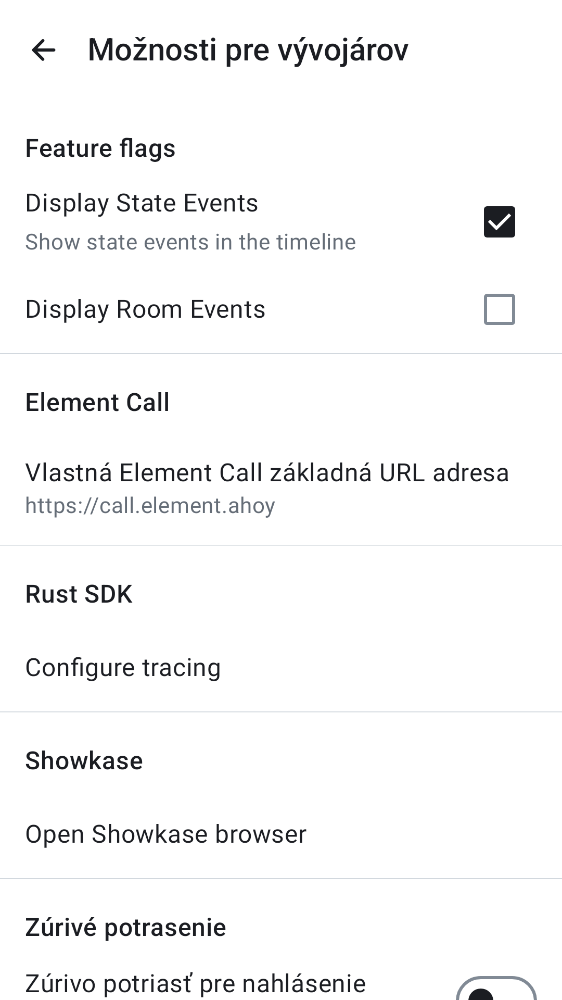 Možnosti pre vývojárov
Feature flags
Display State Events
Show state events in the timeline
Display Room Events
Element Call
Vlastná Element Call základná URL adresa
https://call.element.ahoy
Rust SDK
Configure tracing
Showkase
Open Showkase browser
Zúrivé potrasenie
Zúrivo potriasť pre nahlásenie